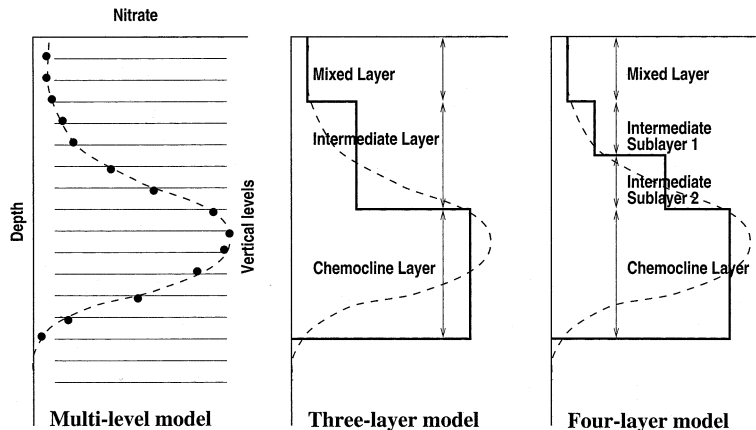 Nitrate
Depth
Vertical levels
Multi-level model
Mixed Layer
Intermediate Layer
Chemocline Layer
Three-layer model
Mixed Layer
Intermediate
Sublayer 1
Intermediate
Sublayer 2
Chemocline Layer
Four-layer model